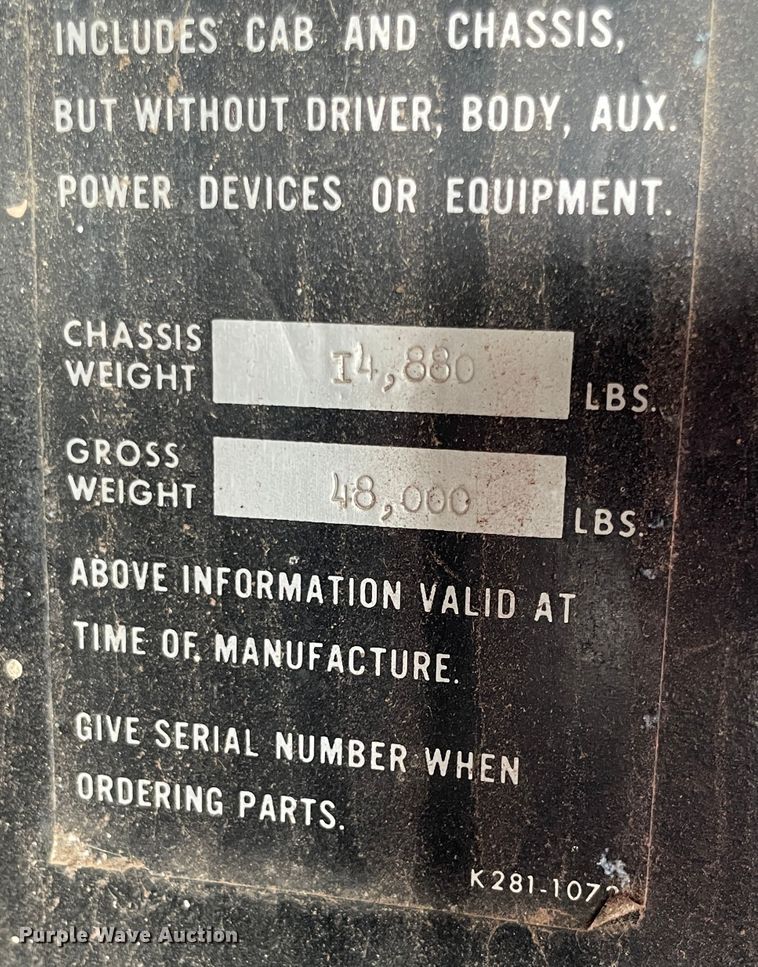 INCLUDES CAB AND CHASSIS,
BUT WITHOUT DRIVER, BODY, AUX.
POWER DEVICES OR EQUIPMENT.
CHASSIS
WEIGHT
I4,880
LBS.
GROSS
WEIGHT
48,000
LBS.
ABOVE INFORMATION VALID AT
TIME OF MANUFACTURE.
GIVE SERIAL NUMBER WHEN
ORDERING PARTS.
Purple Wave Auction